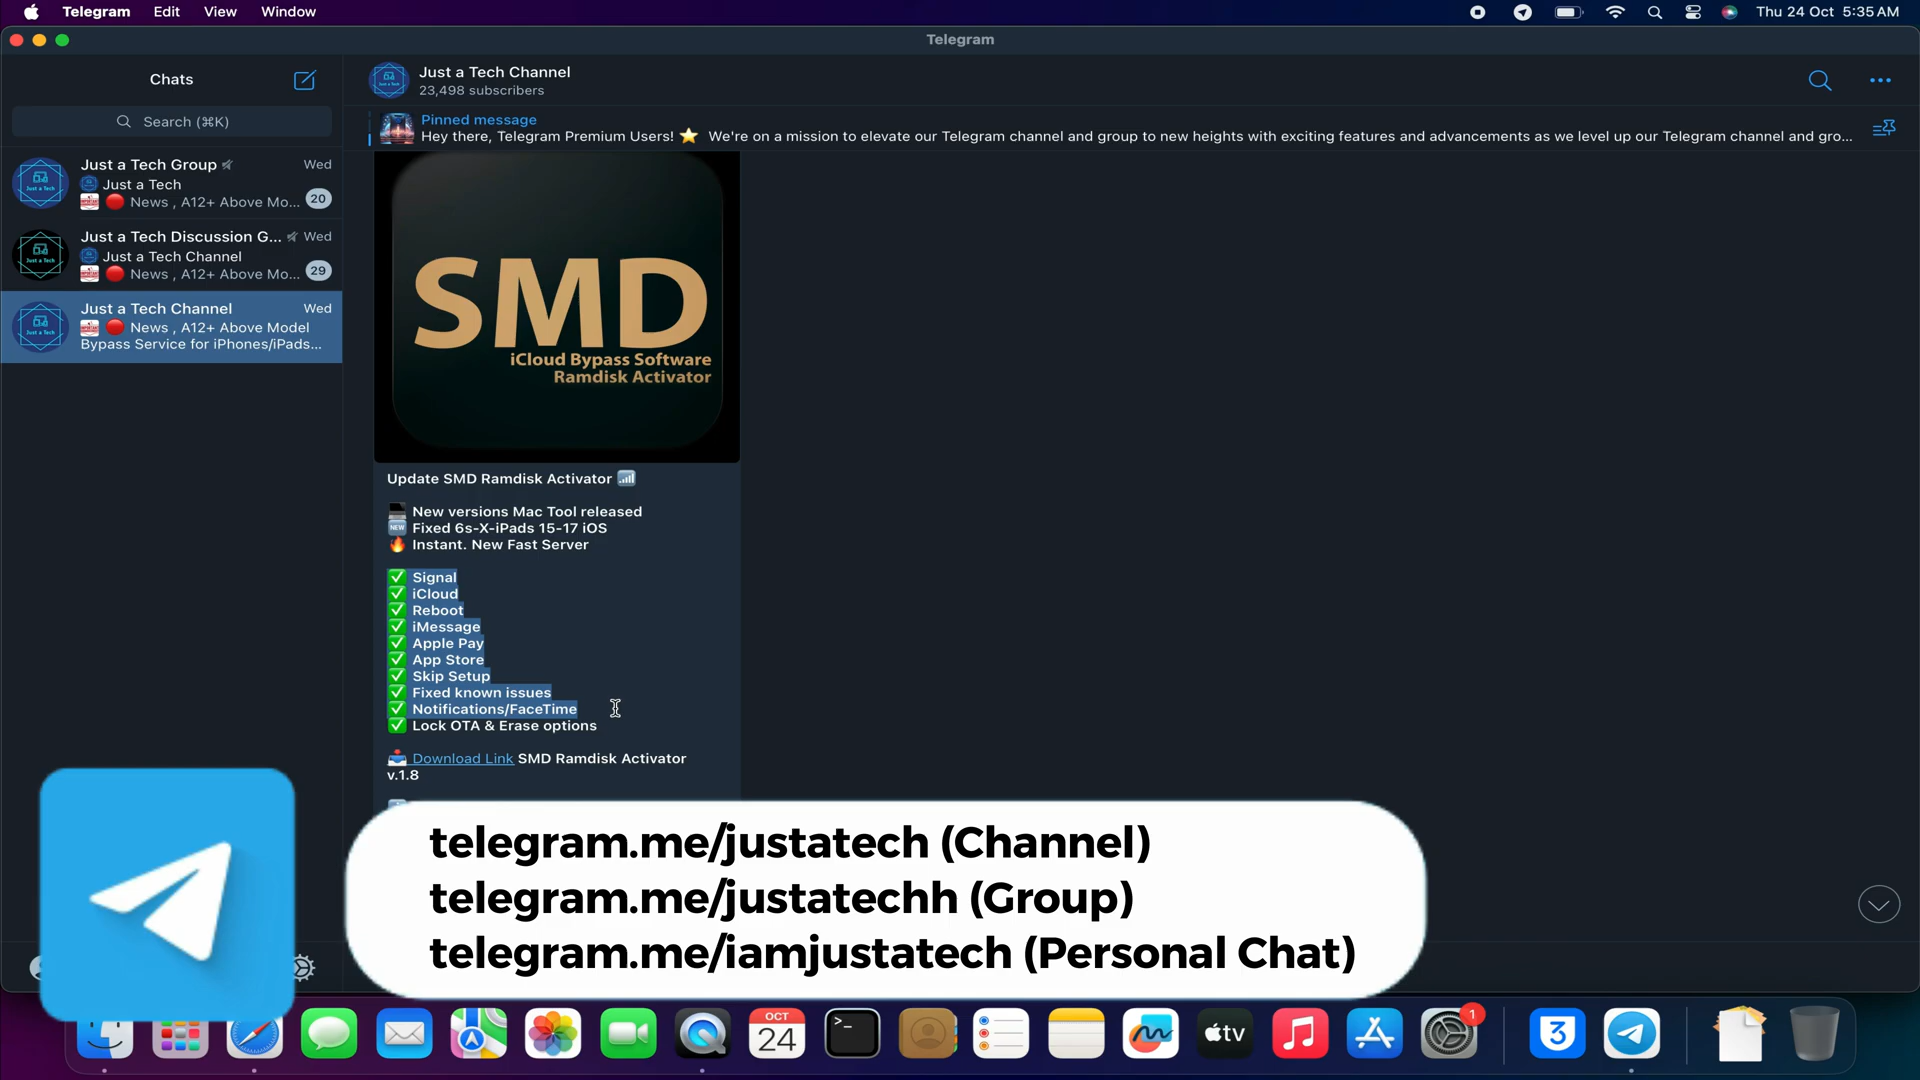 Telegram Edit View Window
Thu 24 Oct 5:35 AM
Telegram
Chats
Search (⌘K)
Just a Tech Group Wed
Just a Tech
News , A12+ Above Mo... 20
Just a Tech Discussion G... Wed
Just a Tech Channel
News , A12+ Above Mo... 29
Just a Tech Channel Wed
News , A12+ Above Model
Bypass Service for iPhones/iPads...
Just a Tech Channel
23,498 subscribers
Pinned message
Hey there, Telegram Premium Users! ⭐ We're on a mission to elevate our Telegram channel and group to new heights with exciting features and advancements as we level up our Telegram channel and gro...
SMD
iCloud Bypass Software
Ramdisk Activator
Update SMD Ramdisk Activator
New versions Mac Tool released
Fixed 6s-X-iPads 15-17 iOS
Instant. New Fast Server
✅ Signal
✅ iCloud
✅ Reboot
✅ iMessage
✅ Apple Pay
✅ App Store
✅ Skip Setup
✅ Fixed known issues
✅ Notifications/FaceTime
✅ Lock OTA & Erase options
Download Link SMD Ramdisk Activator
v.1.8
telegram.me/justatech (Channel)
telegram.me/justatechh (Group)
telegram.me/iamjustatech (Personal Chat)
OCT
24
tv
1
3